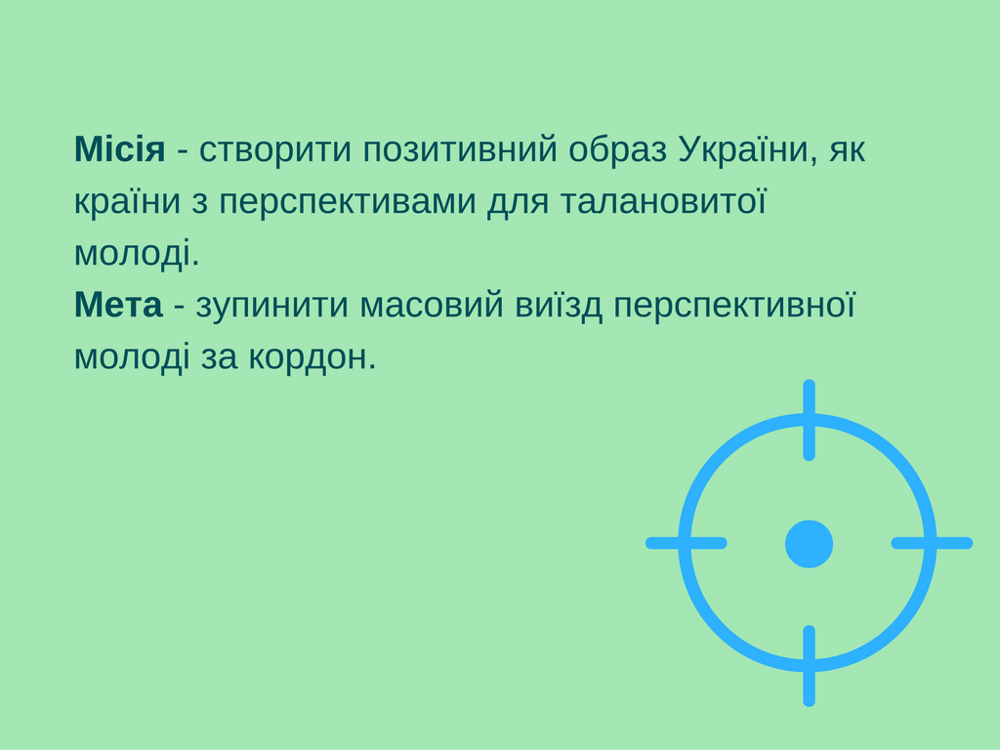 Місія - створити позитивний образ України, як
країни з перспективами для талановитої
молоді.
Мета - зупинити масовий виїзд перспективної
молоді за кордон.